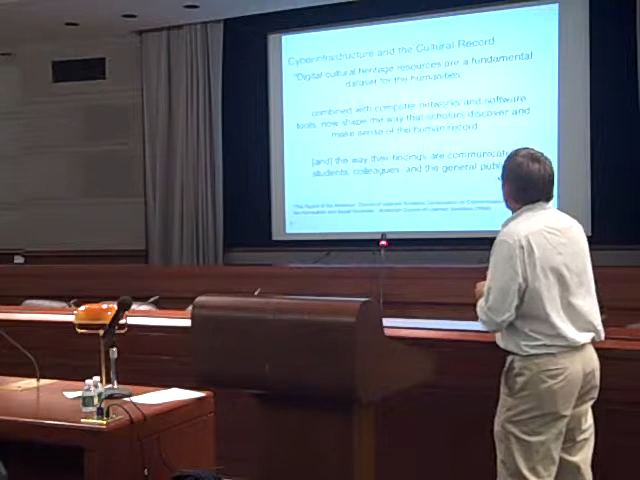 Cyberinfrastructure and the Cultural Record
"Digital cultural heritage resources are a fundamental
dataset for the humanities
combined with computer networks and software
tools, now shape the way that scholars discover and
make sense of the human record
[and] the way their findings are
students, colleagues and the general